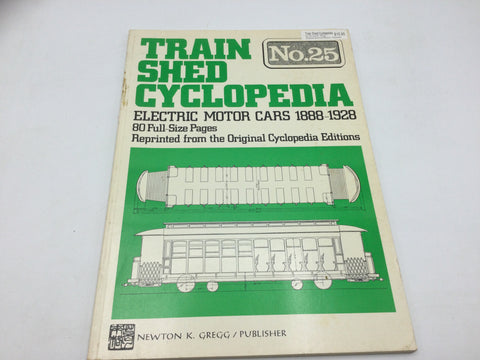 TRAIN
SHED
CYCLOPEDIA
No.25
ELECTRIC MOTOR CARS 1888-1928
80 Full-Size Pages
Reprinted from the Original Cyclopedia Editions
NEWTON K. GREGG / PUBLISHER